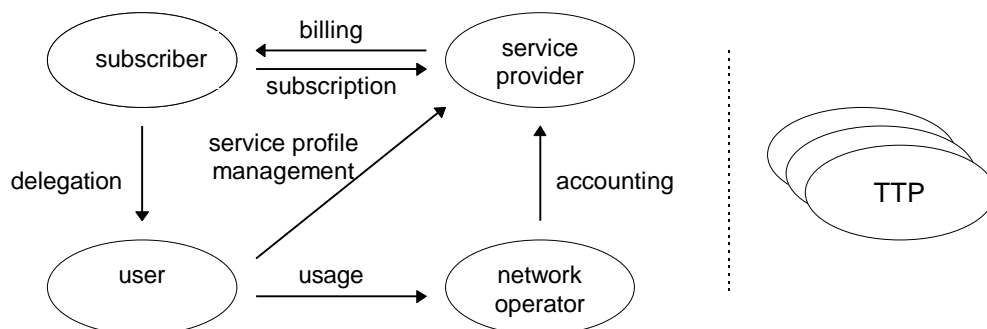 billing
subscriber
service
provider
subscription
service profile
management
delegation
accounting
TTP
user
usage
network
operator